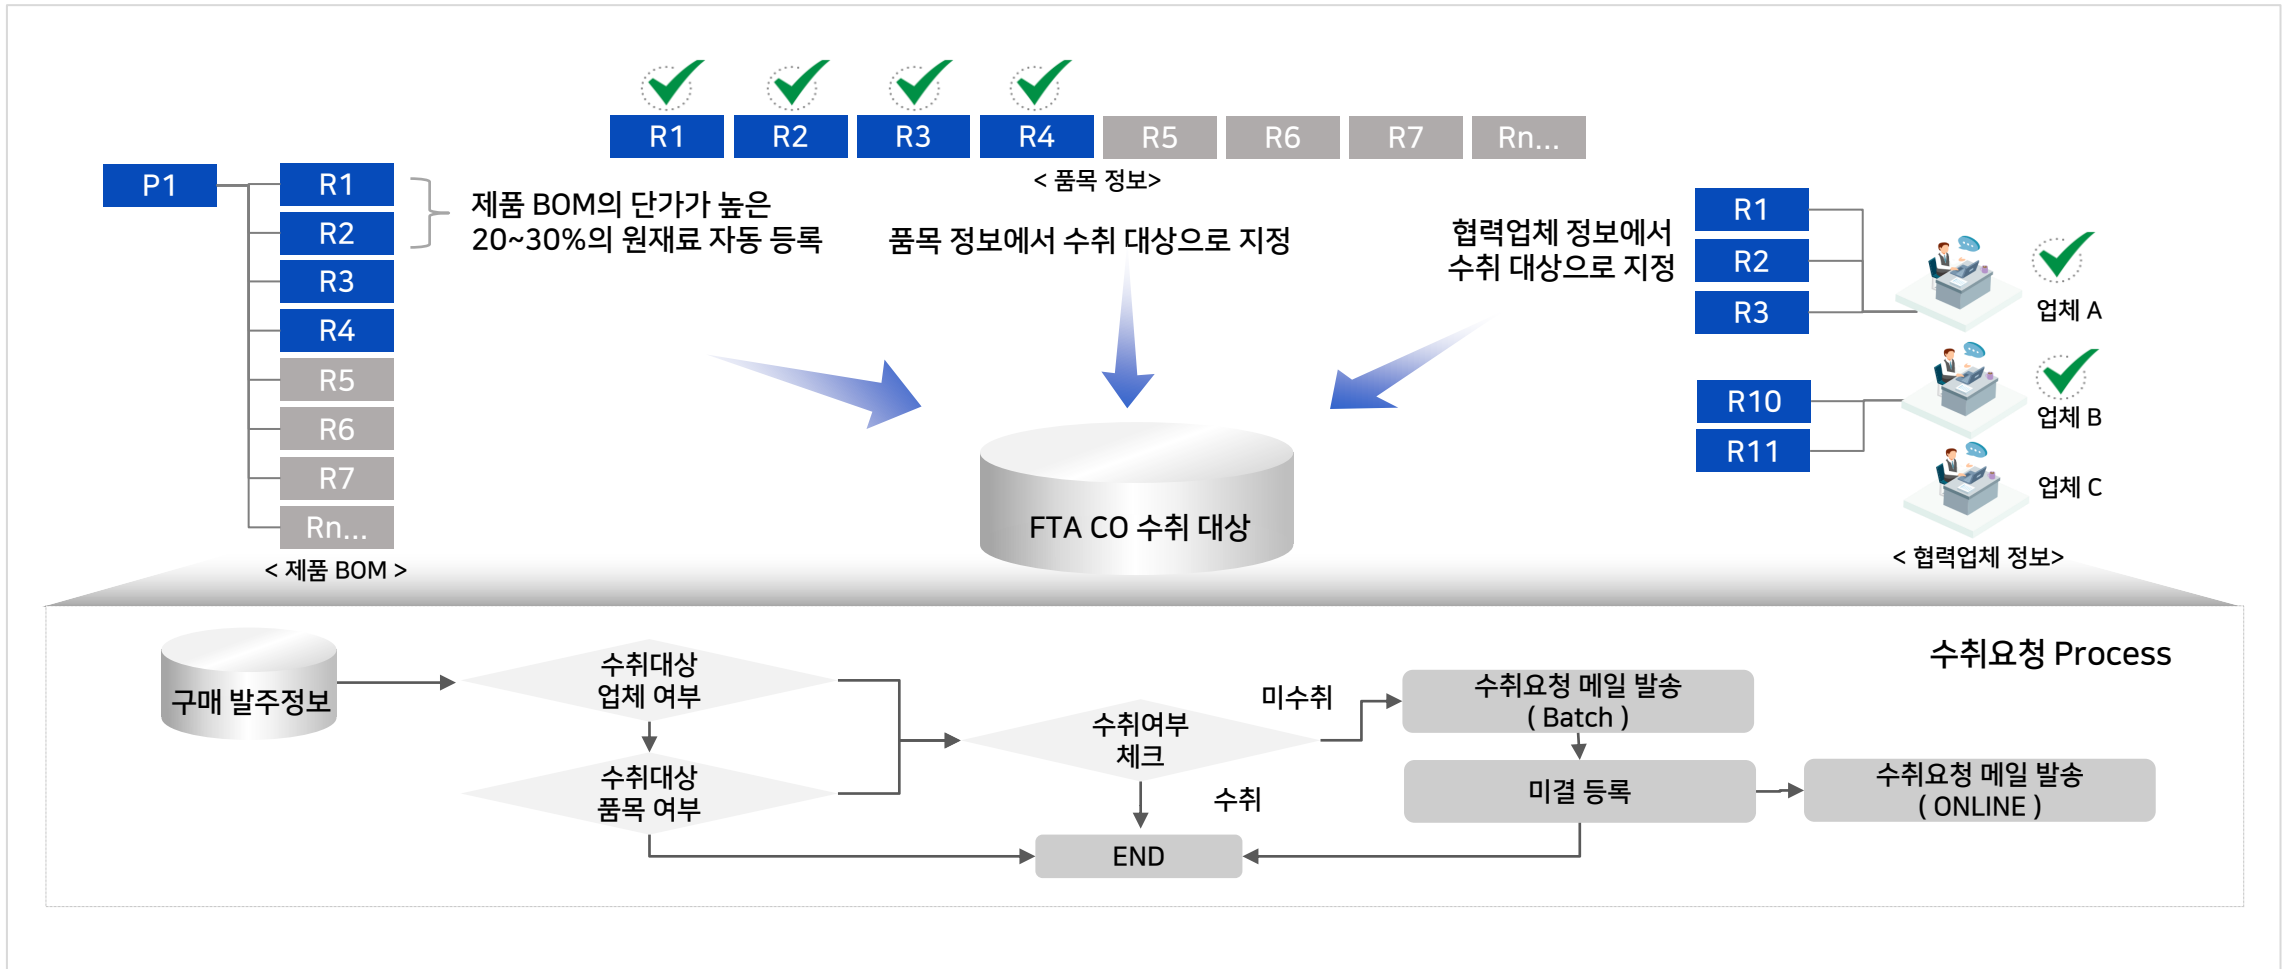 R1
R2
R3
R4
R5
R6
R7
Rn...
< 품목 정보>
P1
R1
R2
R3
R4
R5
R6
R7
Rn...
< 제품 BOM >
제품 BOM의 단가가 높은
20~30%의 원재료 자동 등록
품목 정보에서 수취 대상으로 지정
협력업체 정보에서
수취 대상으로 지정
R1
R2
R3
업체 A
R10
R11
업체 B
업체 C
< 협력업체 정보>
FTA CO 수취 대상
수취요청 Process
구매 발주정보
수취대상
업체 여부
수취대상
품목 여부
수취여부
체크
미수취
수취
수취요청 메일 발송
( Batch )
미결 등록
수취요청 메일 발송
( ONLINE )
END